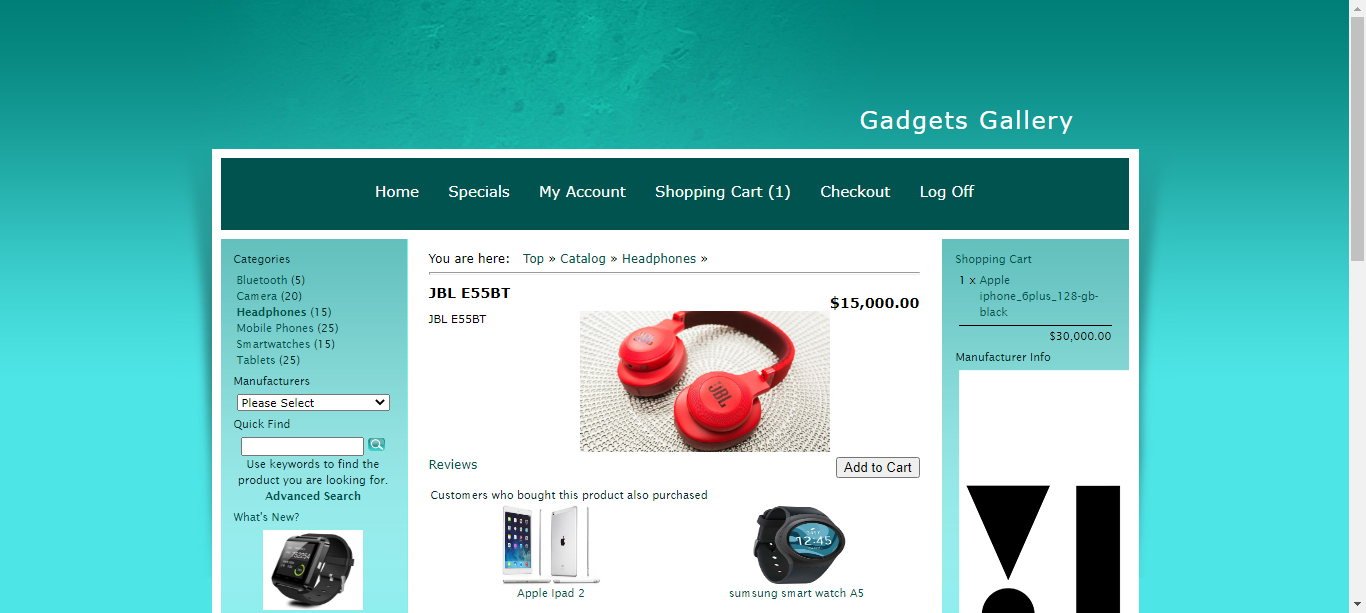 Gadgets Gallery
Home Specials My Account Shopping Cart (1) Checkout Log Off
Categories
Bluetooth (5)
Camera (20)
Headphones (15)
Mobile Phones (25)
Smartwatches (15)
Tablets (25)
Manufacturers
Please Select
Quick Find
Use keywords to find the
product you are looking for.
Advanced Search
What's New?
You are here: Top » Catalog » Headphones »
JBL E55BT
$15,000.00
JBL E55BT
JBL
Reviews
Add to Cart
Customers who bought this product also purchased
12:45
Apple Ipad 2
sumsung smart watch A5
Shopping Cart
1 x Apple
iphone_6plus_128-gb-
black
$30,000.00
Manufacturer Info